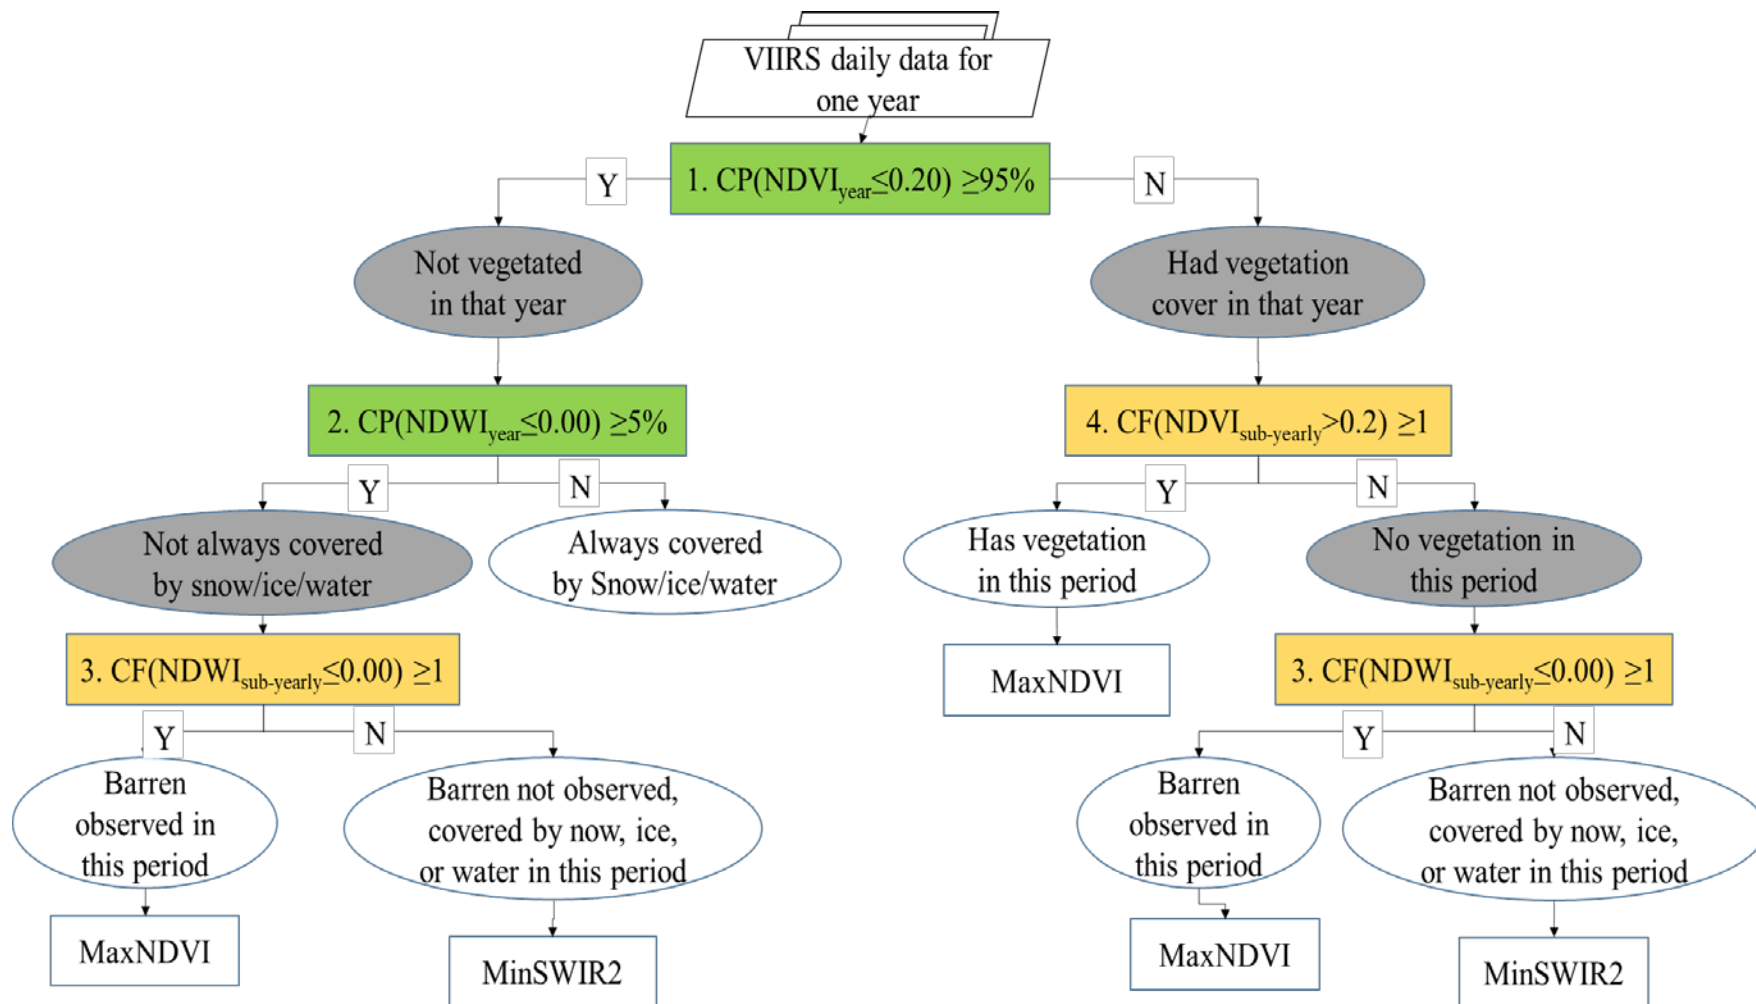 VIIRS daily data for
one year
1. CP(NDVIyear≤0.20) ≥95%
Y
N
Not vegetated
in that year
Had vegetation
cover in that year
2. CP(NDWIyear≤0.00) ≥5%
4. CF(NDVIsub-yearly>0.2) ≥1
Y
N
Y
N
Not always covered
by snow/ice/water
Always covered
by Snow/ice/water
Has vegetation
in this period
No vegetation in
this period
3. CF(NDWIsub-yearly≤0.00) ≥1
MaxNDVI
3. CF(NDWIsub-yearly≤0.00) ≥1
Y
N
Y
N
Barren
observed in
this period
Barren not observed,
covered by now, ice,
or water in this period
Barren
observed in
this period
Barren not observed,
covered by now, ice,
or water in this period
MaxNDVI
MinSWIR2
MaxNDVI
MinSWIR2